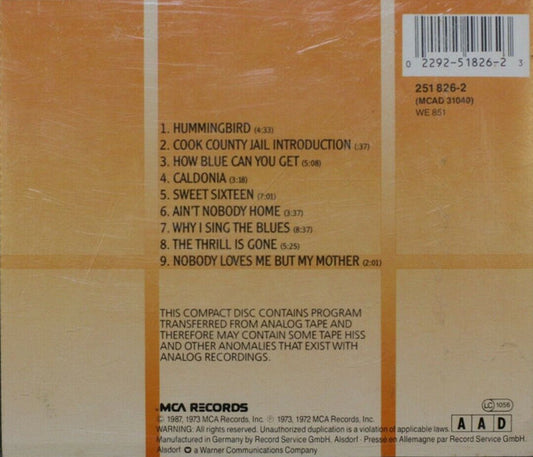 0 2292-51826-2 3
251 826-2
(MCAD 31040)
WE 851
1. HUMMINGBIRD (4:33)
2. COOK COUNTY JAIL INTRODUCTION (:37)
3. HOW BLUE CAN YOU GET (5:08)
4. CALDONIA (3:18)
5. SWEET SIXTEEN (7:01)
6. AIN'T NOBODY HOME (3:37)
7. WHY I SING THE BLUES (8:37)
8. THE THRILL IS GONE (5:25)
9. NOBODY LOVES ME BUT MY MOTHER (2:01)
THIS COMPACT DISC CONTAINS PROGRAM
TRANSFERRED FROM ANALOG TAPE AND
THEREFORE MAY CONTAIN SOME TAPE HISS
AND OTHER ANOMALIES THAT EXIST WITH
ANALOG RECORDINGS.
MCA RECORDS
© 1987, 1973 MCA Records, Inc. ℗ 1973, 1972 MCA Records, Inc.
LC 1056
AAD
WARNING: All rights reserved. Unauthorized duplication is a violation of applicable laws.
Manufactured in Germany by Record Service GmbH. Alsdorf · Pressé en Allemagne par Record Service GmbH.
Alsdorf a Warner Communications Company